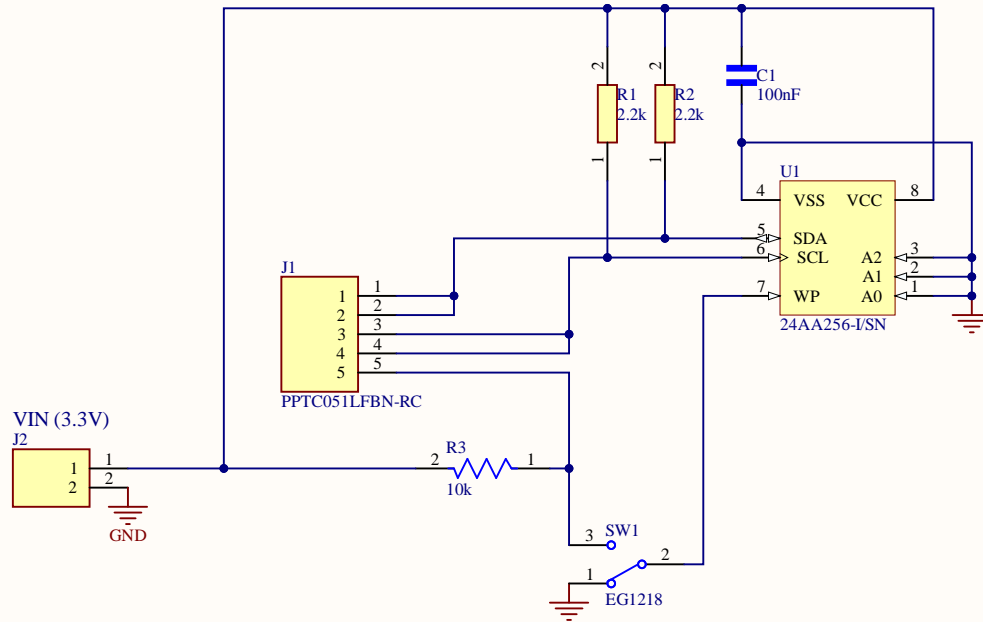 2
2
R1
2.2k
R2
2.2k
C1
100nF
1
1
U1
4
VSS
VCC
8
5
SDA
6
SCL
A2
3
A1
2
7
WP
A0
1
24AA256-I/SN
J1
1
1
2
2
3
3
4
4
5
5
PPTC051LFBN-RC
VIN (3.3V)
J2
1
1
2
2
GND
R3
2
1
10k
SW1
3
2
1
EG1218